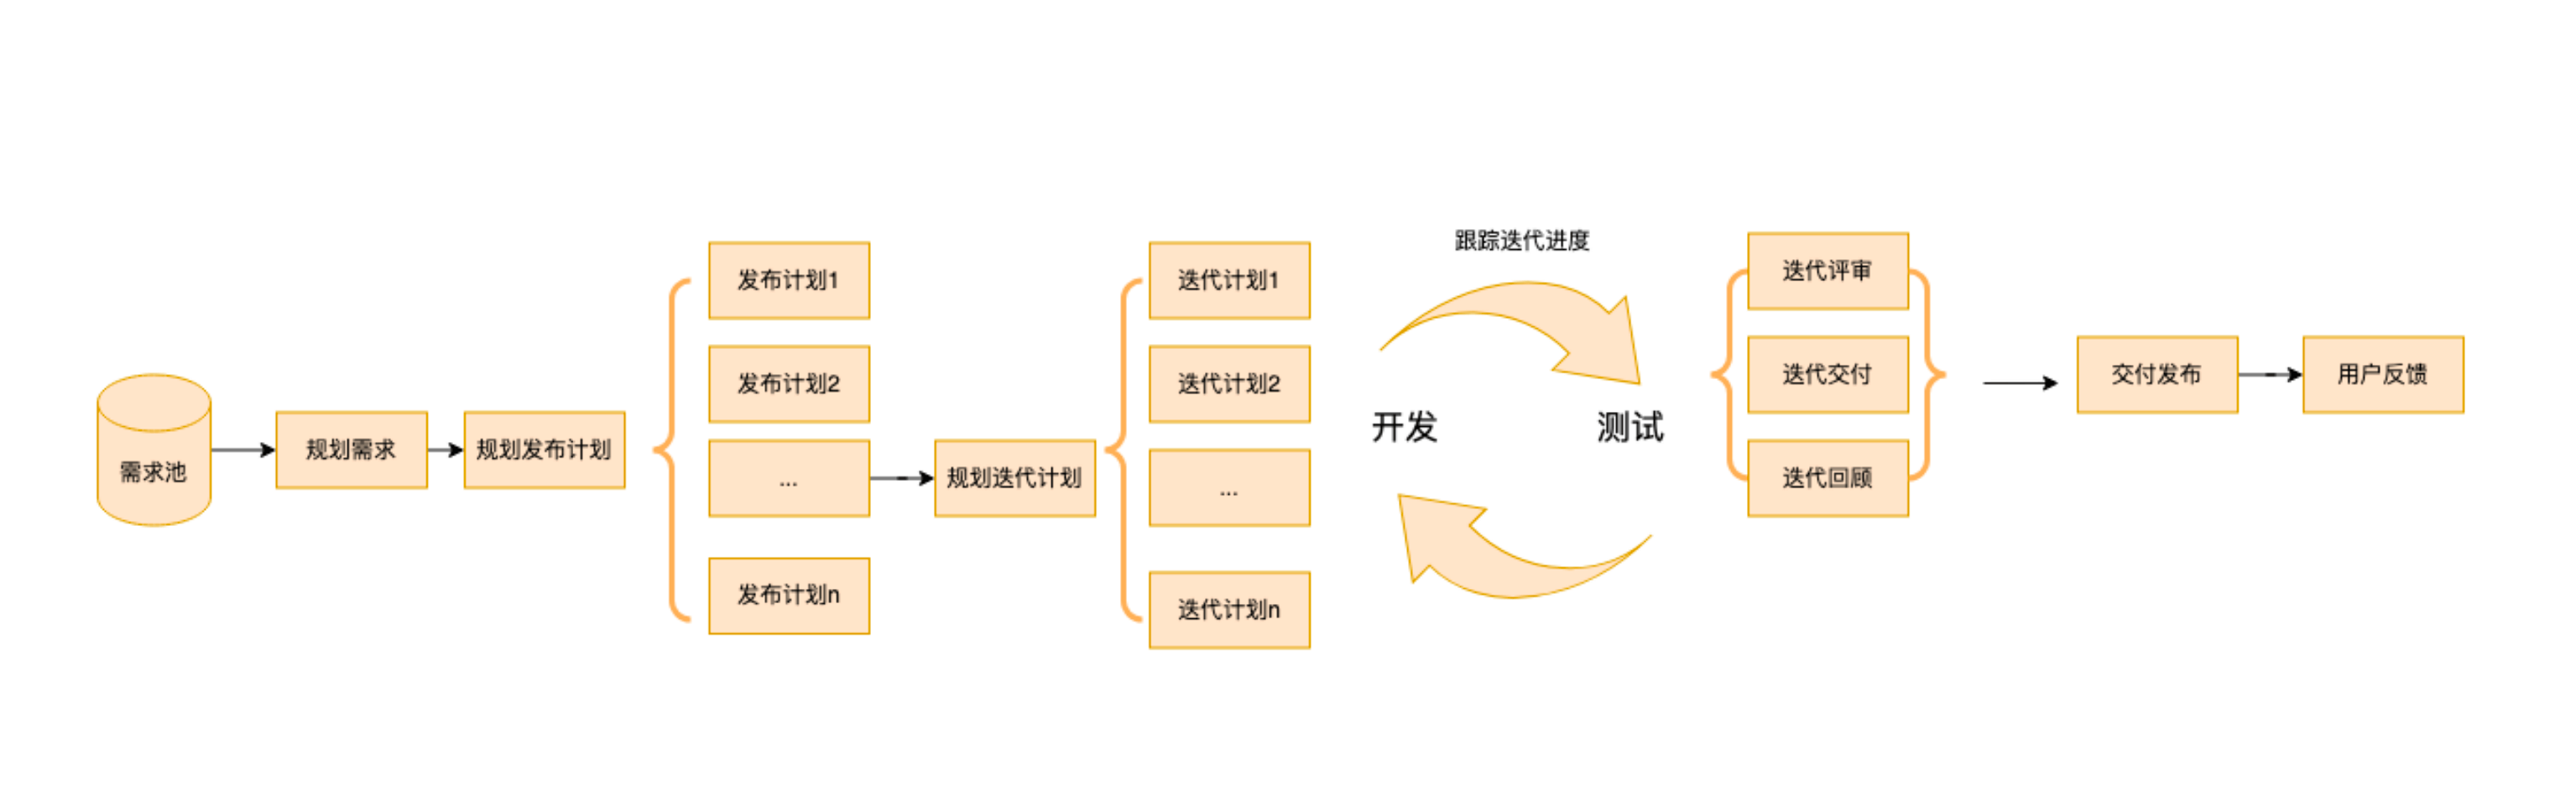 需求池
规划需求
规划发布计划
发布计划1
发布计划2
...
发布计划n
规划迭代计划
迭代计划1
迭代计划2
...
迭代计划n
跟踪迭代进度
开发
测试
迭代评审
迭代交付
迭代回顾
交付发布
用户反馈